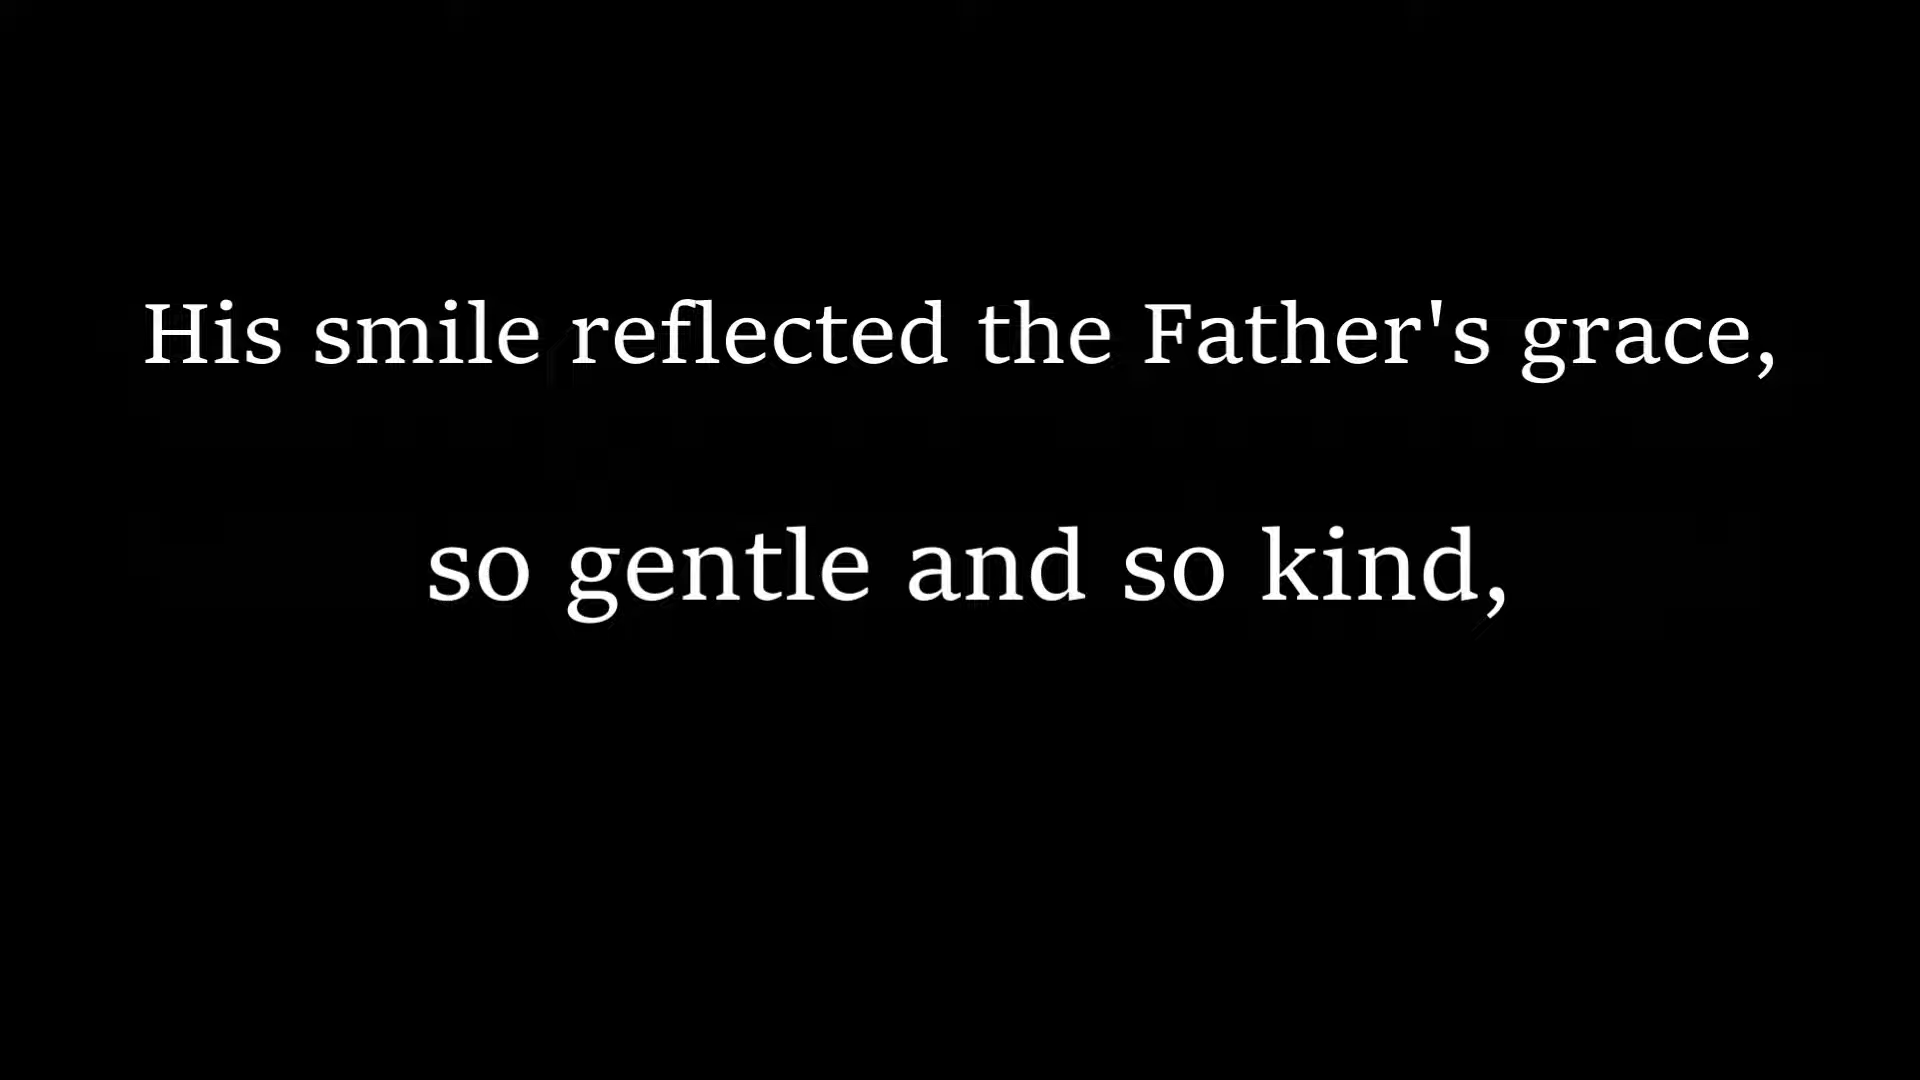 His smile reflected the Father's grace,
so gentle and so kind,